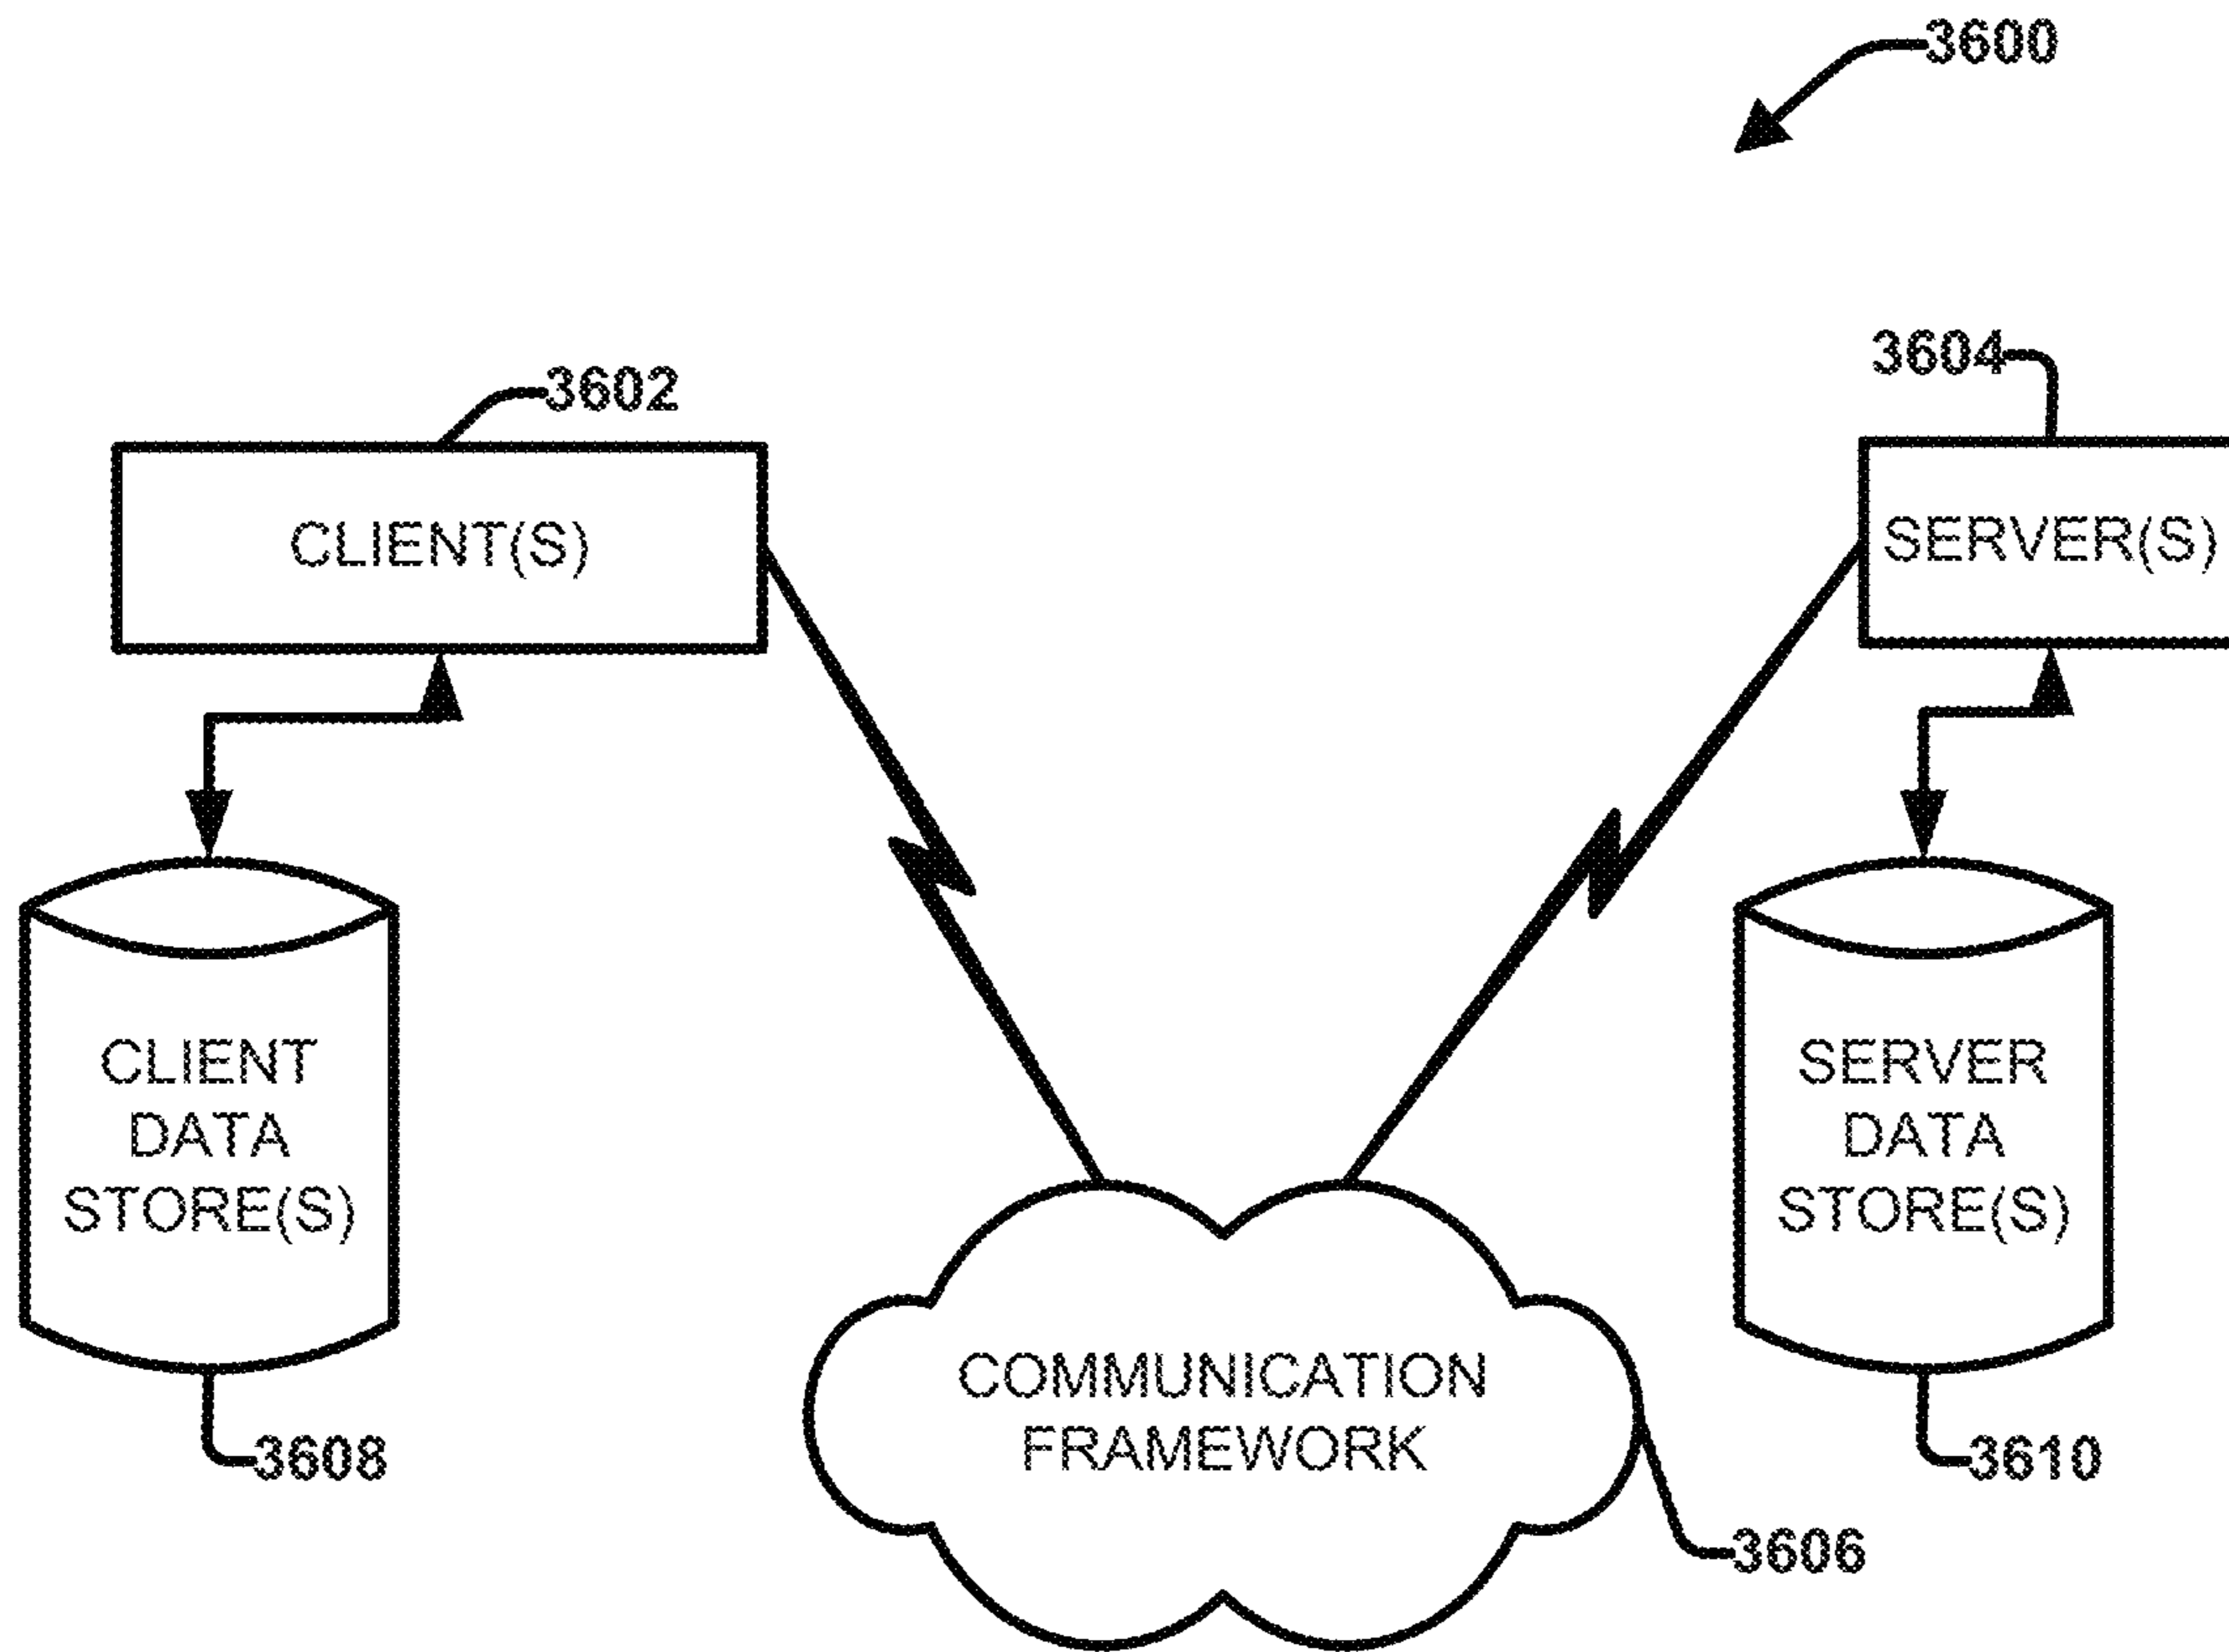 3600
3602
3604
CLIENT(S)
SERVER(S)
CLIENT
DATA
STORE(S)
SERVER
DATA
STORE(S)
COMMUNICATION
FRAMEWORK
3608
3610
3606